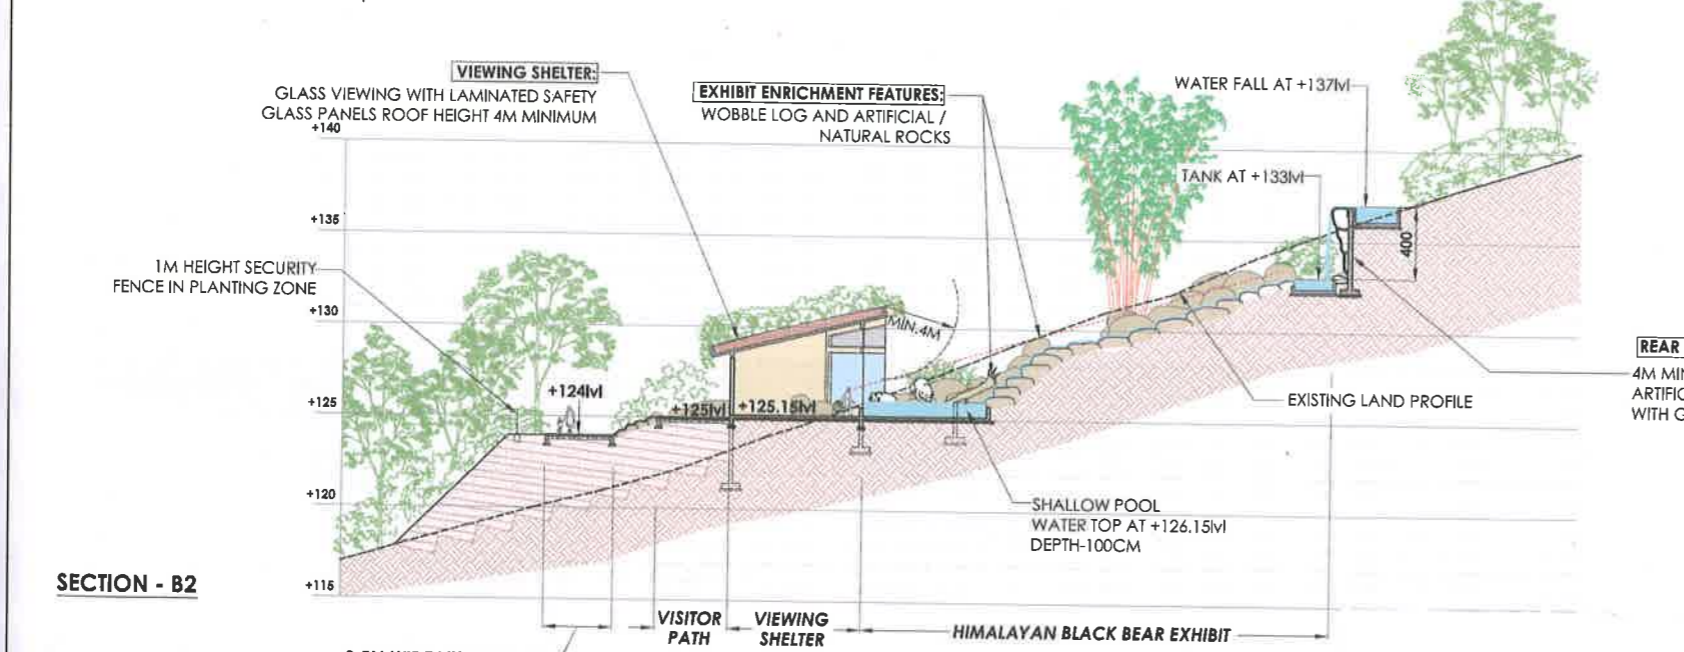 VIEWING SHELTER:
GLASS VIEWING WITH LAMINATED SAFETY
GLASS PANELS ROOF HEIGHT 4M MINIMUM
EXHIBIT ENRICHMENT FEATURES:
WOBBLE LOG AND ARTIFICIAL /
NATURAL ROCKS
WATER FALL AT +137lvl
TANK AT +133lvl
+140
+135
+130
+125
+120
+115
1M HEIGHT SECURITY
FENCE IN PLANTING ZONE
MIN.4M
400
+124lvl
+125lvl
+125.15lvl
REAR
4M
WITH
EXISTING LAND PROFILE
SHALLOW POOL
WATER TOP AT +126.15lvl
DEPTH-100CM
SECTION - B2
VISITOR
PATH
VIEWING
SHELTER
HIMALAYAN BLACK BEAR EXHIBIT